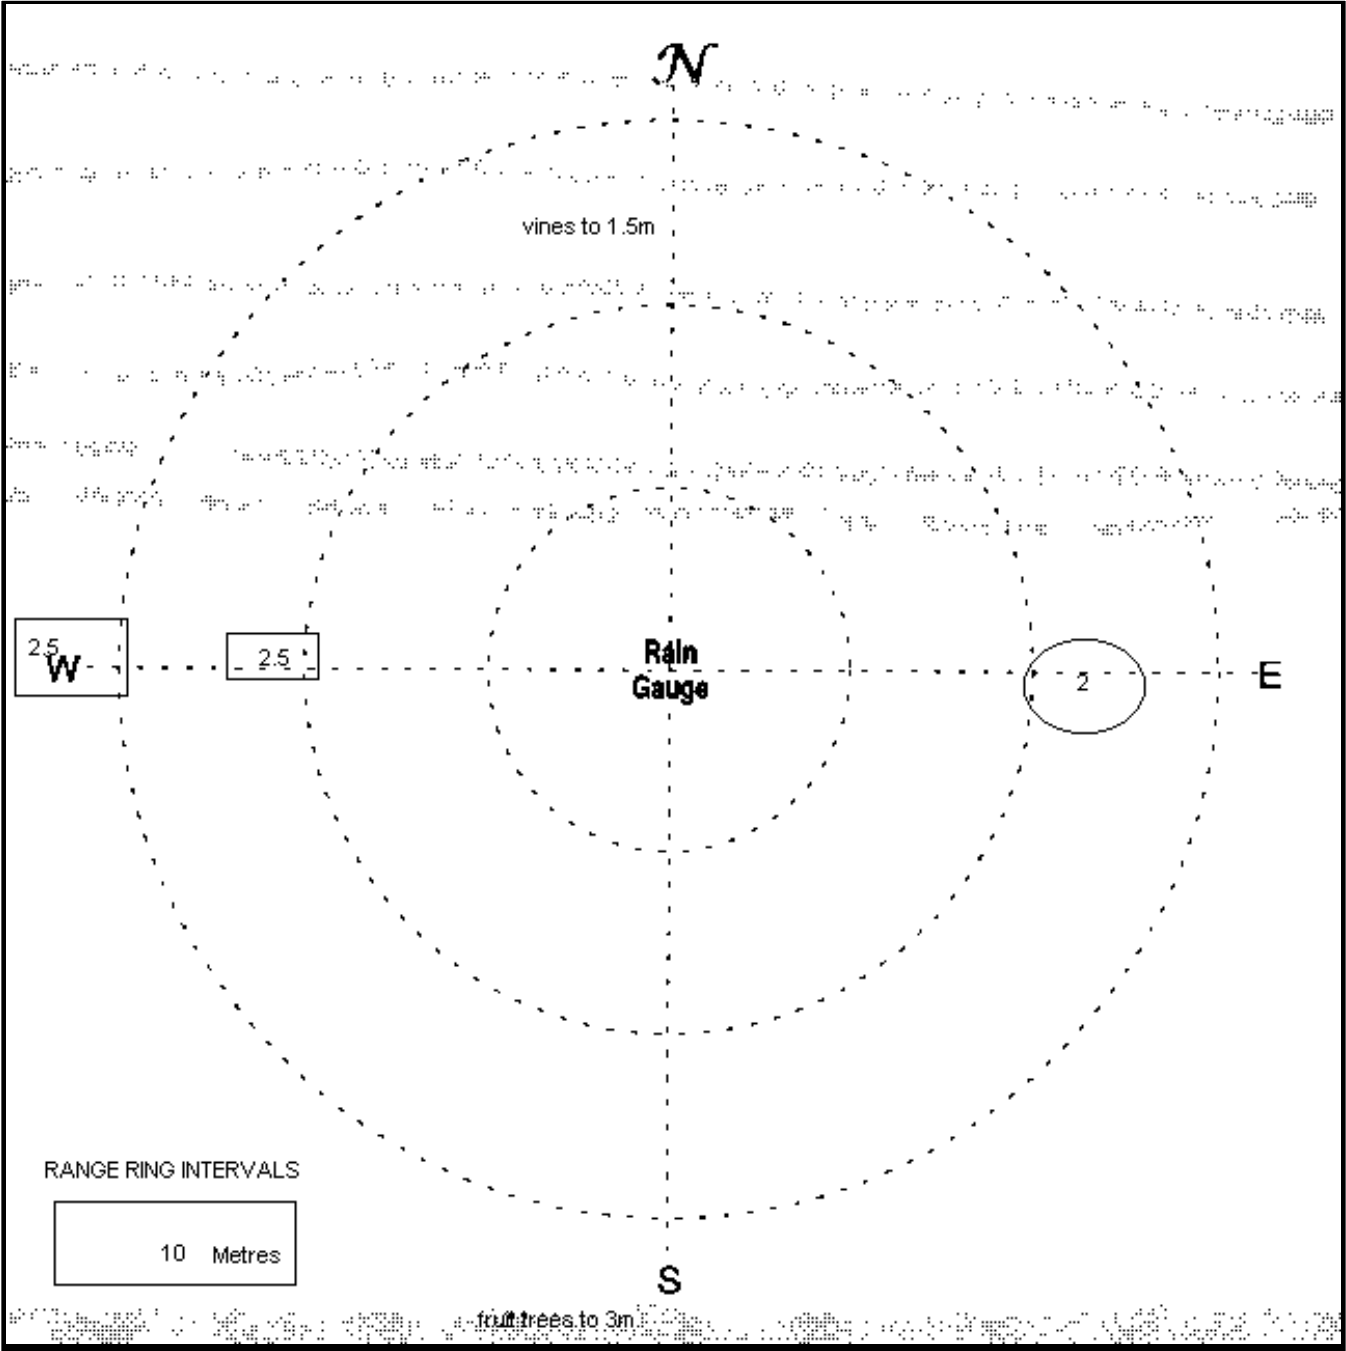 N
vines to 1.5m
2.5
W
2.5
Rain
Gauge
2
E
RANGE RING INTERVALS
10 Metres
S
fruit trees to 3m